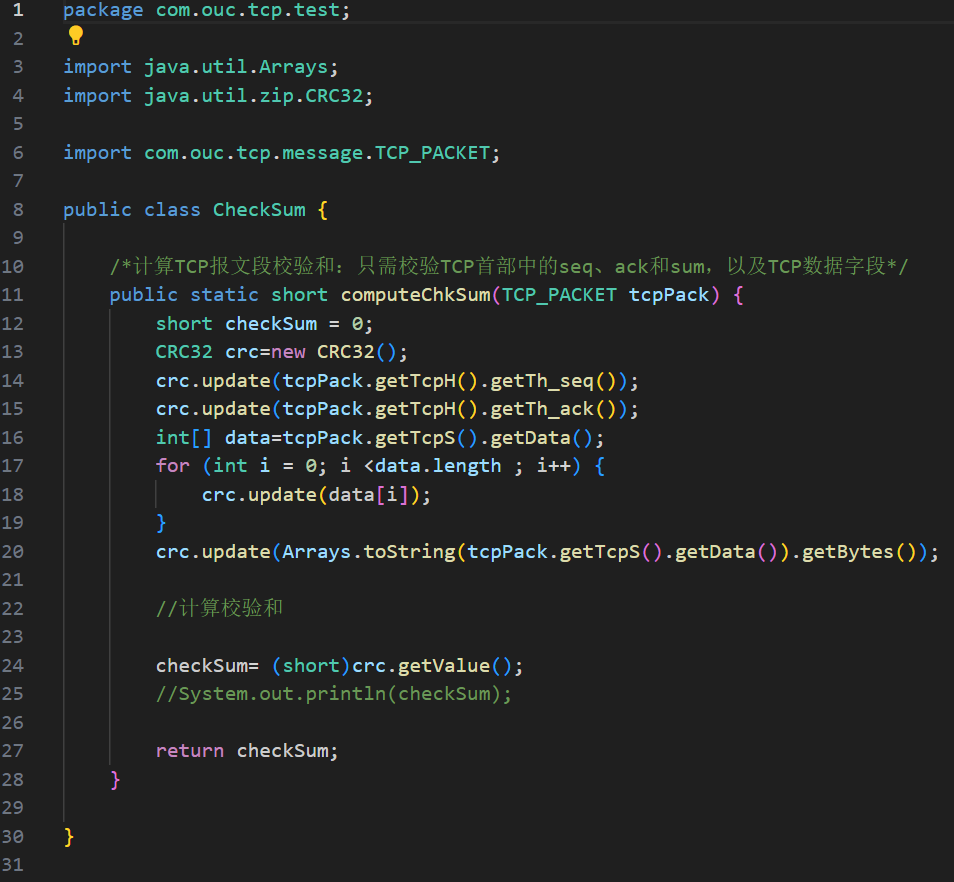 1 package com.ouc.tcp.test;
2
3 import java.util.Arrays;
4 import java.util.zip.CRC32;
5
6 import com.ouc.tcp.message.TCP_PACKET;
7
8 public class CheckSum {
9
10 /*计算TCP报文段校验和：只需校验TCP首部中的seq、ack和sum，以及TCP数据字段*/
11 public static short computeChkSum(TCP_PACKET tcpPack) {
12 short checkSum = 0;
13 CRC32 crc=new CRC32();
14 crc.update(tcpPack.getTcpH().getTh_seq());
15 crc.update(tcpPack.getTcpH().getTh_ack());
16 int[] data=tcpPack.getTcpS().getData();
17 for (int i = 0; i <data.length ; i++) {
18 crc.update(data[i]);
19 }
20 crc.update(Arrays.toString(tcpPack.getTcpS().getData()).getBytes());
21
22 //计算校验和
23
24 checkSum= (short)crc.getValue();
25 //System.out.println(checkSum);
26
27 return checkSum;
28 }
29
30 }
31